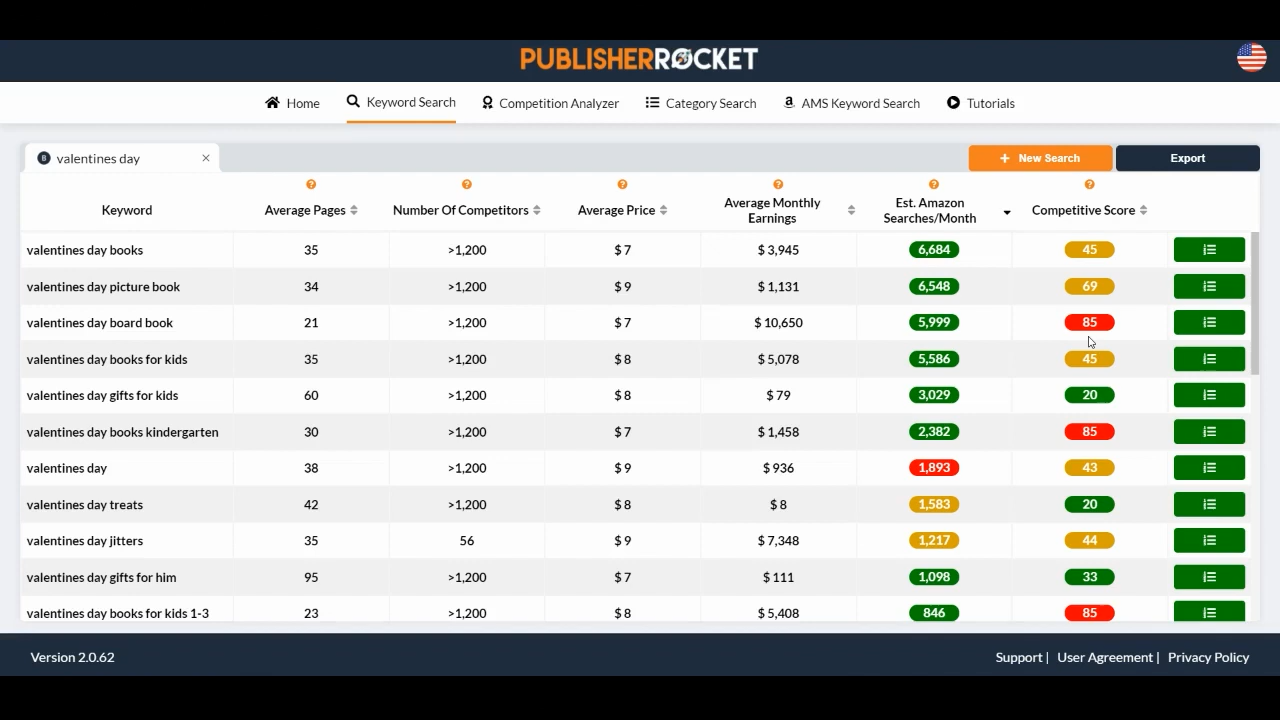 PUBLISHERROCKET
Home Keyword Search Competition Analyzer Category Search AMS Keyword Search Tutorials
B valentines day × + New Search Export
Keyword ? Average Pages ? Number Of Competitors ? Average Price ? Average Monthly Earnings ? Est. Amazon Searches/Month ? Competitive Score
valentines day books 35 >1,200 $ 7 $ 3,945 6,684 45
valentines day picture book 34 >1,200 $ 9 $ 1,131 6,548 69
valentines day board book 21 >1,200 $ 7 $ 10,650 5,999 85
valentines day books for kids 35 >1,200 $ 8 $ 5,078 5,586 45
valentines day gifts for kids 60 >1,200 $ 8 $ 79 3,029 20
valentines day books kindergarten 30 >1,200 $ 7 $ 1,458 2,382 85
valentines day 38 >1,200 $ 9 $ 936 1,893 43
valentines day treats 42 >1,200 $ 8 $ 8 1,583 20
valentines day jitters 35 56 $ 9 $ 7,348 1,217 44
valentines day gifts for him 95 >1,200 $ 7 $ 111 1,098 33
valentines day books for kids 1-3 23 >1,200 $ 8 $ 5,408 846 85
Version 2.0.62 Support | User Agreement | Privacy Policy